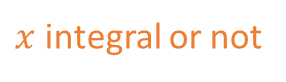 x integral or not